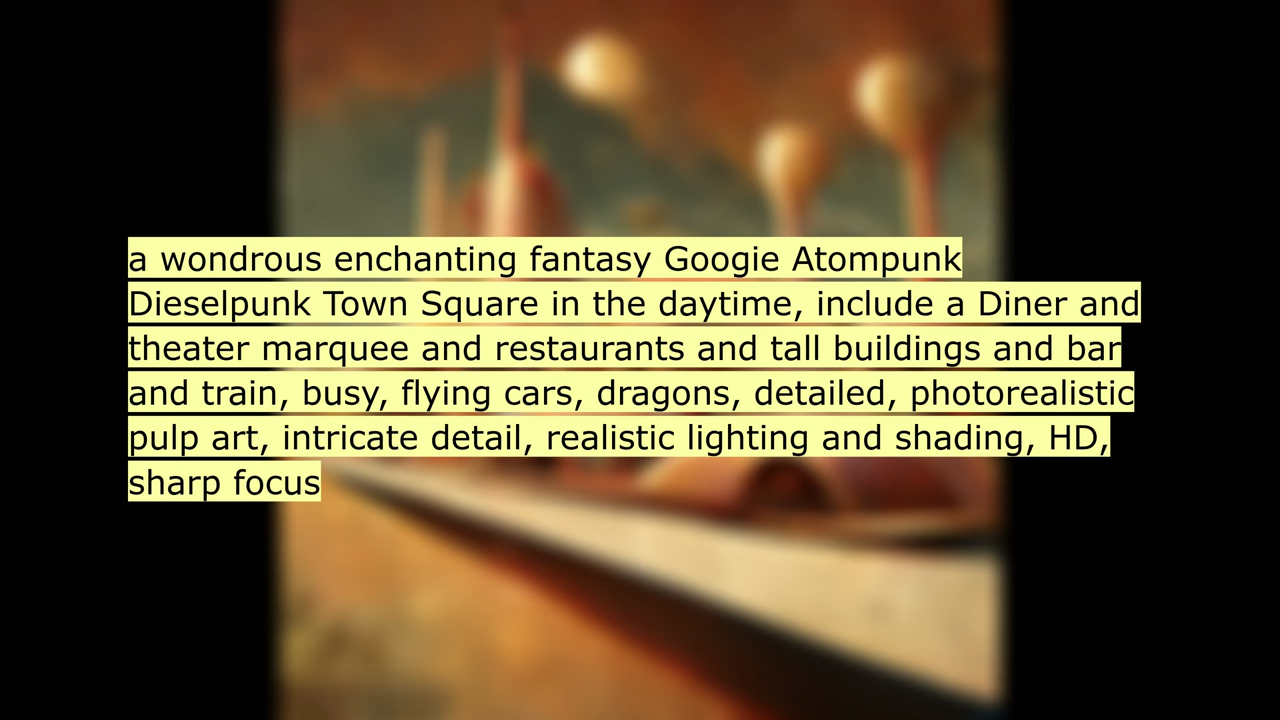 a wondrous enchanting fantasy Googie Atompunk
Dieselpunk Town Square in the daytime, include a Diner and
theater marquee and restaurants and tall buildings and bar
and train, busy, flying cars, dragons, detailed, photorealistic
pulp art, intricate detail, realistic lighting and shading, HD,
sharp focus